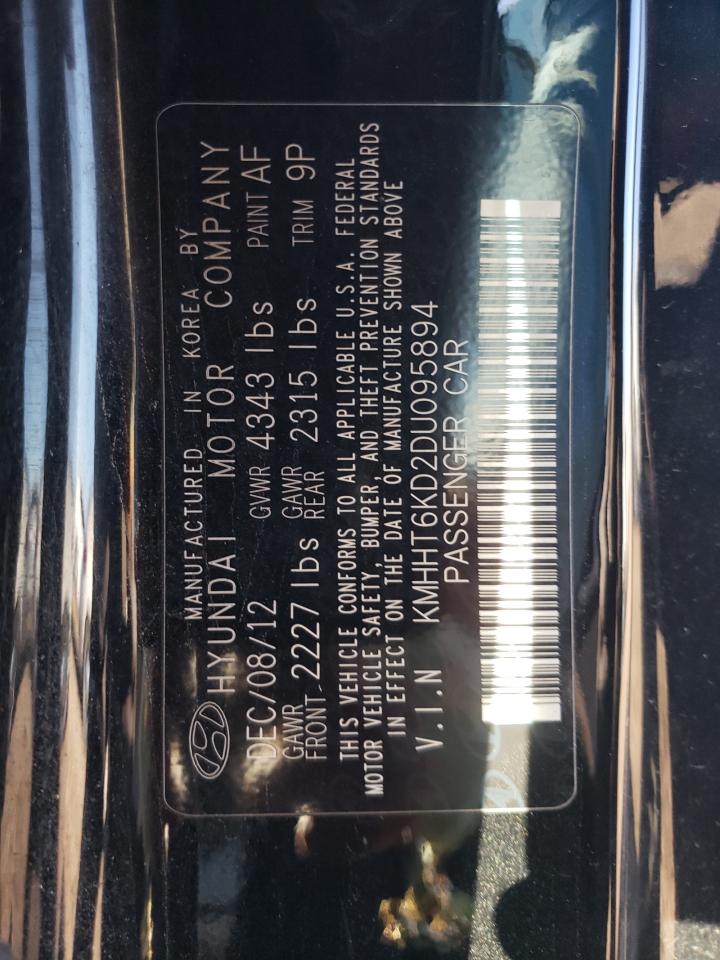 MANUFACTURED IN KOREA BY
HYUNDAI MOTOR COMPANY
DEC/08/12 GVWR 4343 lbs PAINT AF
GAWR FRONT 2227 lbs GAWR REAR 2315 lbs TRIM 9P
THIS VEHICLE CONFORMS TO ALL APPLICABLE U.S.A. FEDERAL
MOTOR VEHICLE SAFETY, BUMPER, AND THEFT PREVENTION STANDARDS
IN EFFECT ON THE DATE OF MANUFACTURE SHOWN ABOVE
V.I.N KMHHT6KD2DU095894
PASSENGER CAR